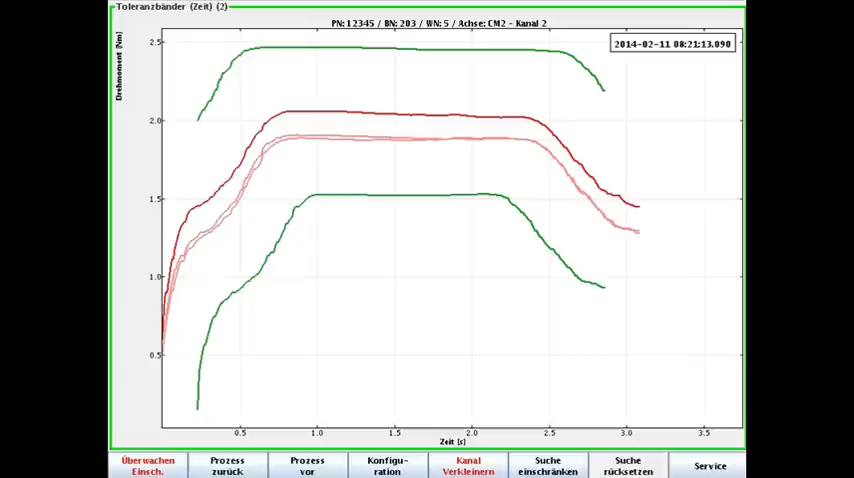 Toleranzbänder (Zeit) (2)
PN: 12345 / BN: 203 / WN: 5 / Achse: CM2 - Kanal 2
2014-02-11 08:21:13.090
Drehmoment [Nm]
2.5
2.0
1.5
1.0
0.5
0.5 1.0 1.5 2.0 2.5 3.0 3.5
Zeit [s]
Überwachen
Einsch.
Prozess
zurück
Prozess
vor
Konfigu-
ration
Kanal
Verkleinern
Suche
einschränken
Suche
rücksetzen
Service